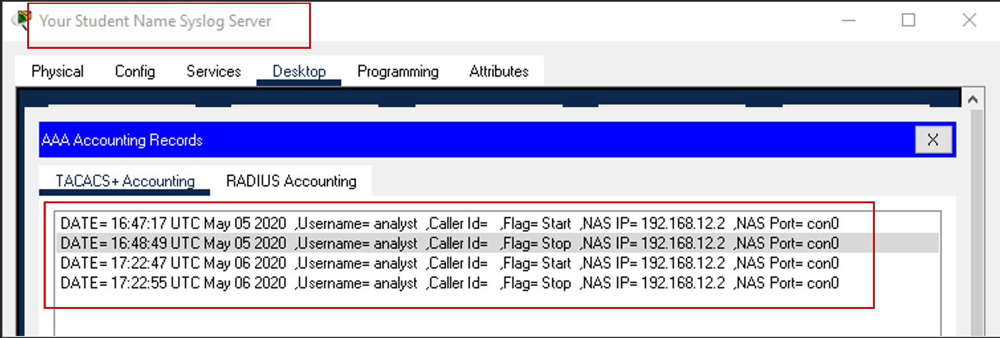 Your Student Name Syslog Server
Physical Config Services Desktop Programming Attributes
AAA Accounting Records X
TACACS+ Accounting RADIUS Accounting
DATE= 16:47:17 UTC May 05 2020 ,Username= analyst ,Caller Id= ,Flag= Start ,NAS IP= 192.168.12.2 ,NAS Port= con0
DATE= 16:48:49 UTC May 05 2020 ,Username= analyst ,Caller Id= ,Flag= Stop ,NAS IP= 192.168.12.2 ,NAS Port= con0
DATE= 17:22:47 UTC May 06 2020 ,Username= analyst ,Caller Id= ,Flag= Start ,NAS IP= 192.168.12.2 ,NAS Port= con0
DATE= 17:22:55 UTC May 06 2020 ,Username= analyst ,Caller Id= ,Flag= Stop ,NAS IP= 192.168.12.2 ,NAS Port= con0